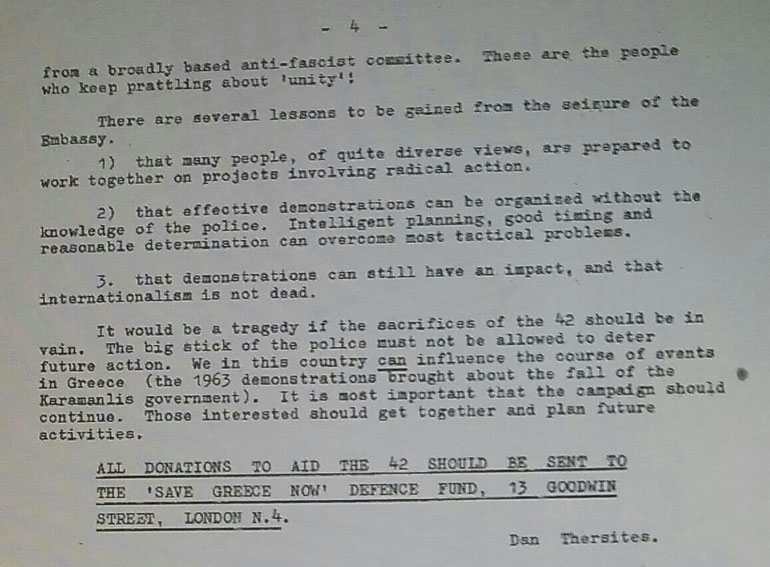 - 4 -
from a broadly based anti-fascist committee. These are the people
who keep prattling about 'unity'!
There are several lessons to be gained from the seizure of the
Embassy.
1) that many people, of quite diverse views, are prepared to
work together on projects involving radical action.
2) that effective demonstrations can be organised without the
knowledge of the police. Intelligent planning, good timing and
reasonable determination can overcome most tactical problems.
3. that demonstrations can still have an impact, and that
internationalism is not dead.
It would be a tragedy if the sacrifices of the 42 should be in
vain. The big stick of the police must not be allowed to deter
future action. We in this country can influence the course of events
in Greece (the 1963 demonstrations brought about the fall of the
Karamanlis government). It is most important that the campaign should
continue. Those interested should get together and plan future
activities.
ALL DONATIONS TO AID THE 42 SHOULD BE SENT TO
THE 'SAVE GREECE NOW' DEFENCE FUND, 13 GOODWIN
STREET, LONDON N.4.
Dan Thersites.